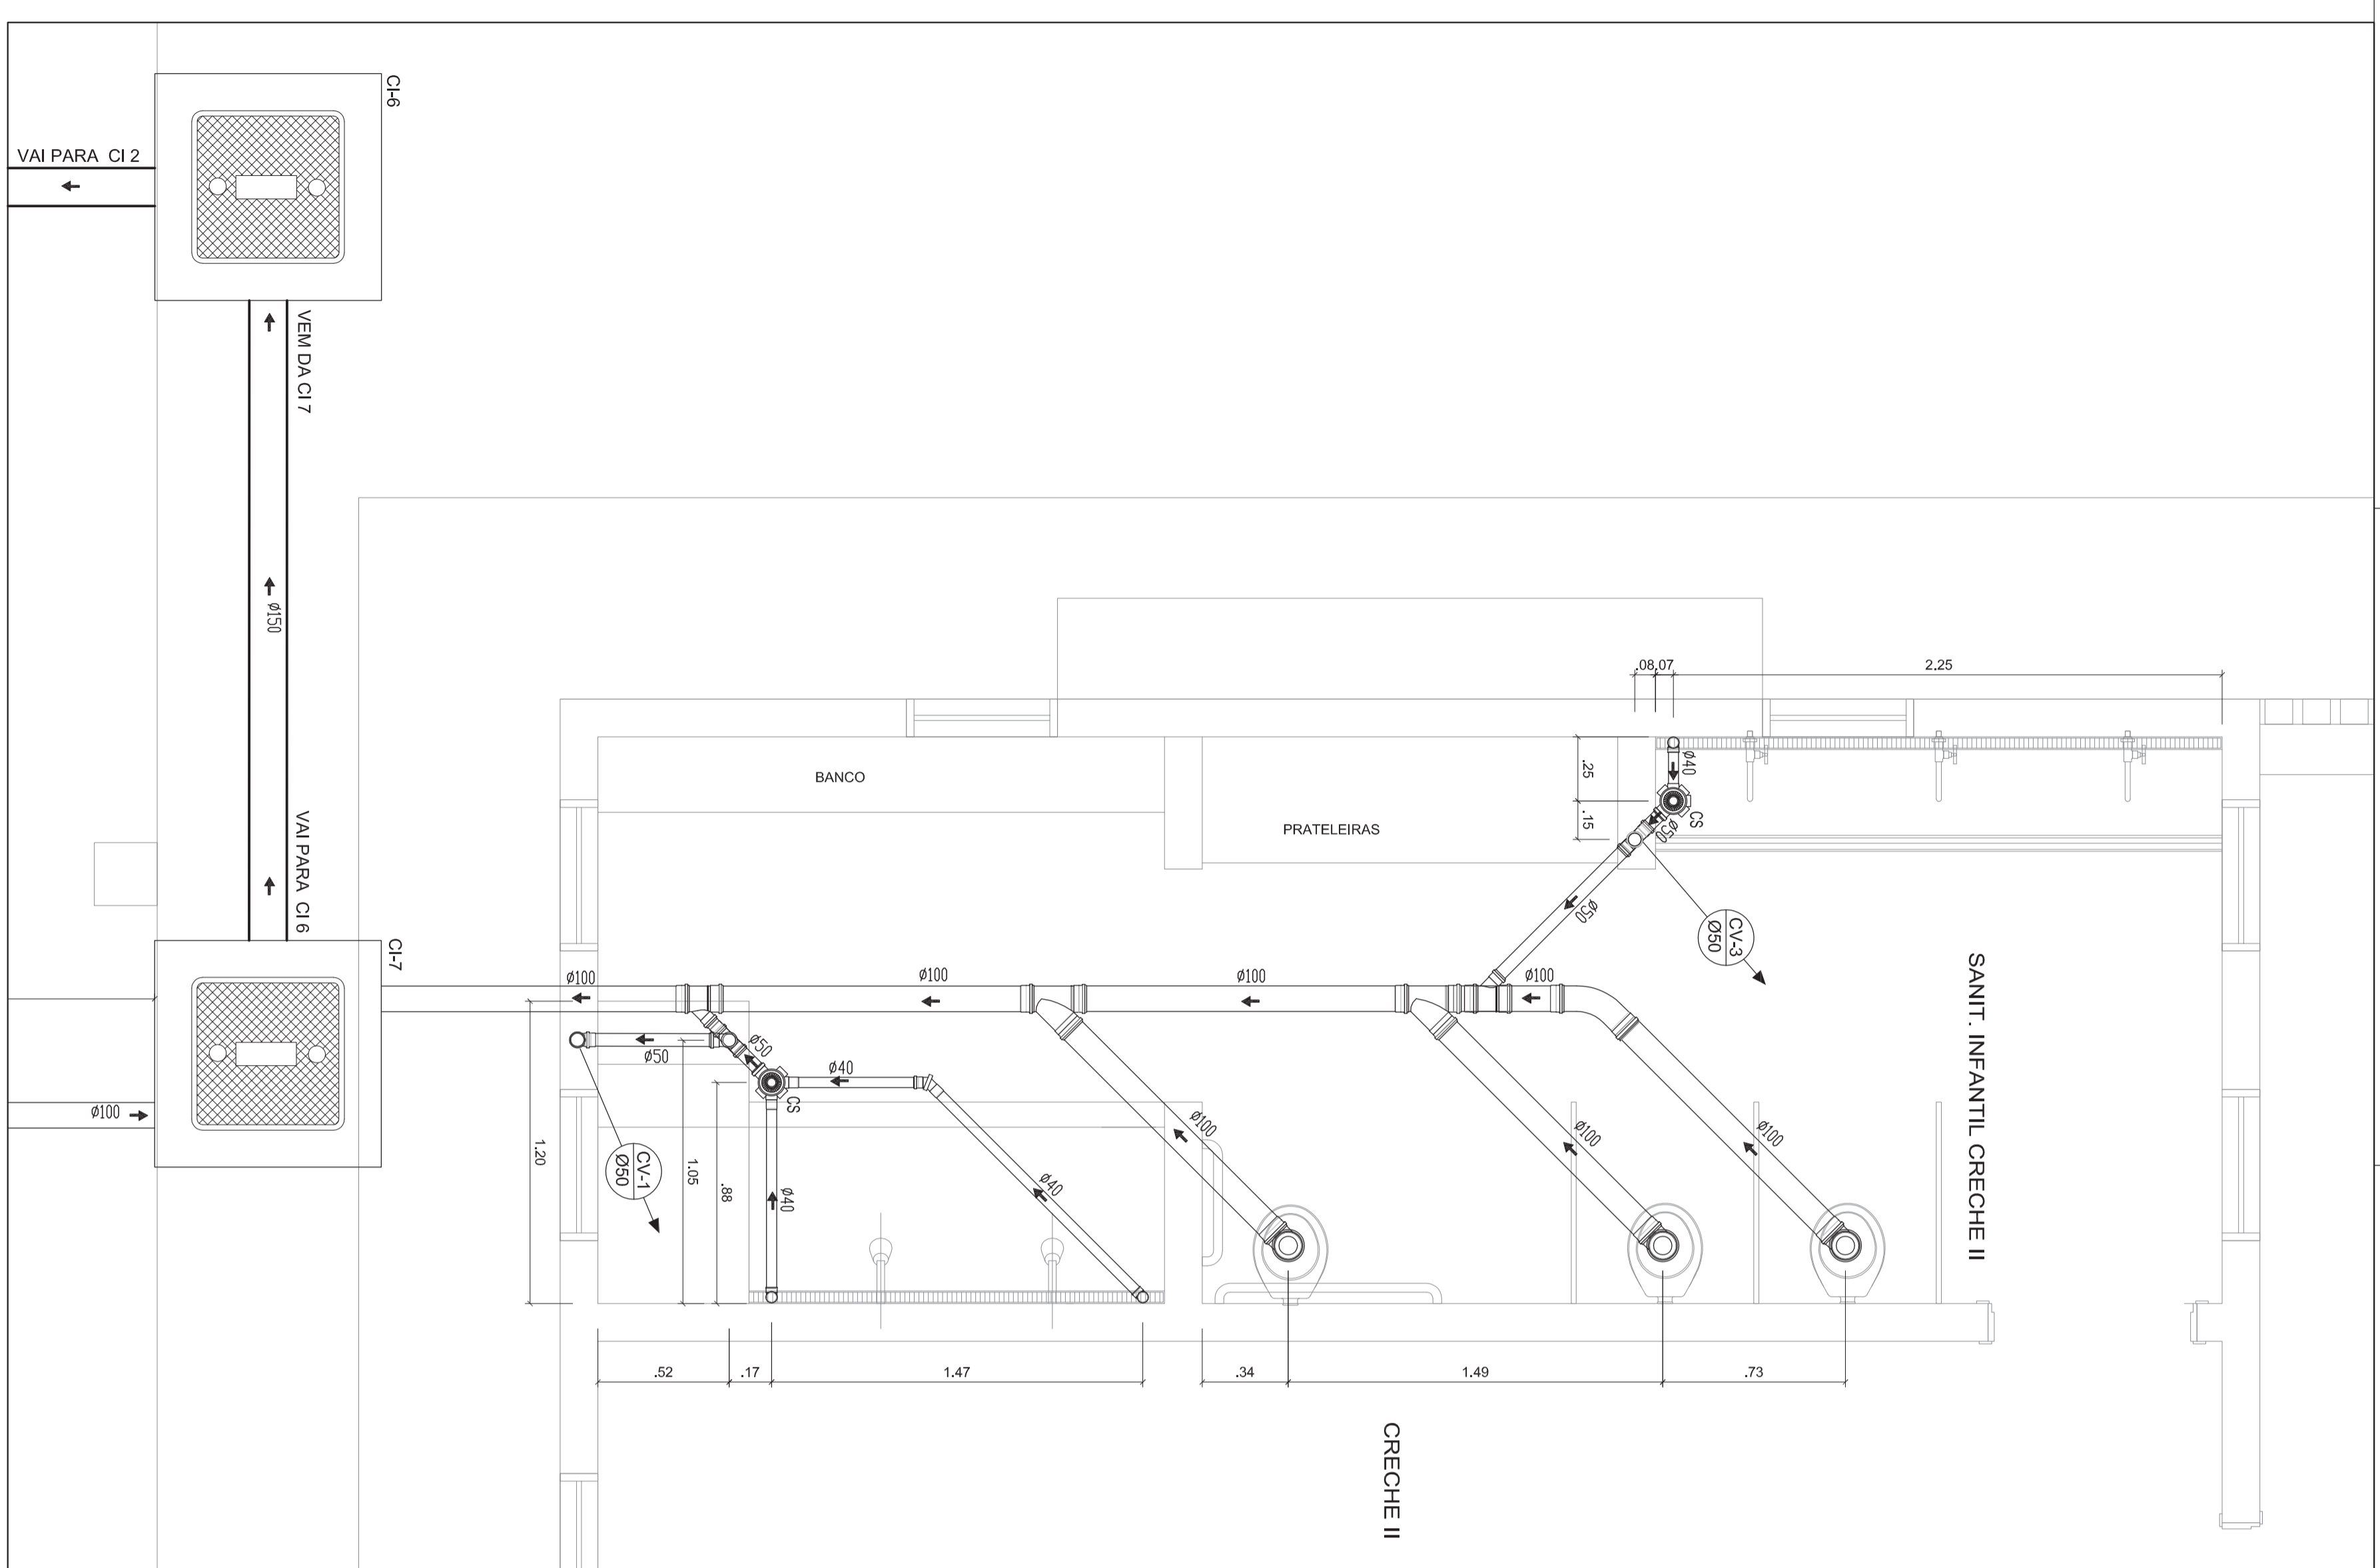 CI-6
VAI PARA  CI 2
VEM DA CI 7
ø150
VAI PARA  CI 6
CI-7
ø100
.08
.07
2.25
BANCO
PRATELEIRAS
.25
.15
ø40
CS
ø50
ø50
CV-3
Ø50
SANIT. INFANTIL CRECHE II
ø100
ø100
ø100
ø100
ø50
ø50
ø40
CS
ø40
ø40
ø100
ø100
ø100
CV-1
Ø50
1.20
1.05
.88
.52
.17
1.47
.34
1.49
.73
CRECHE II